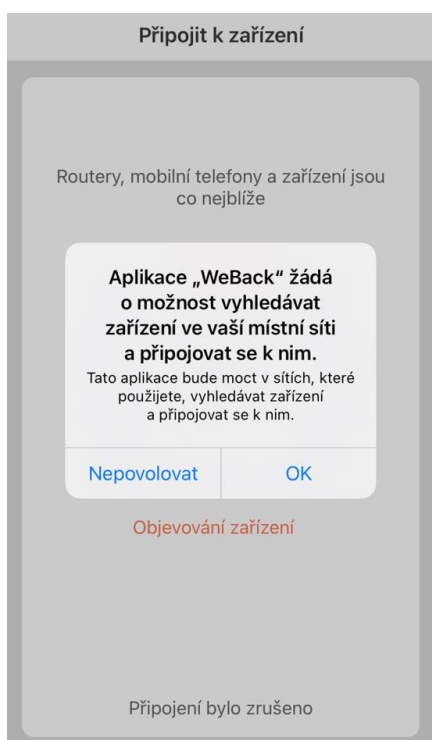 Připojit k zařízení
Routery, mobilní telefony a zařízení jsou
co nejblíže
Aplikace „WeBack“ žádá
o možnost vyhledávat
zařízení ve vaší místní síti
a připojovat se k nim.
Tato aplikace bude moct v sítích, které
použijete, vyhledávat zařízení
a připojovat se k nim.
Nepovolovat OK
Objevování zařízení
Připojení bylo zrušeno